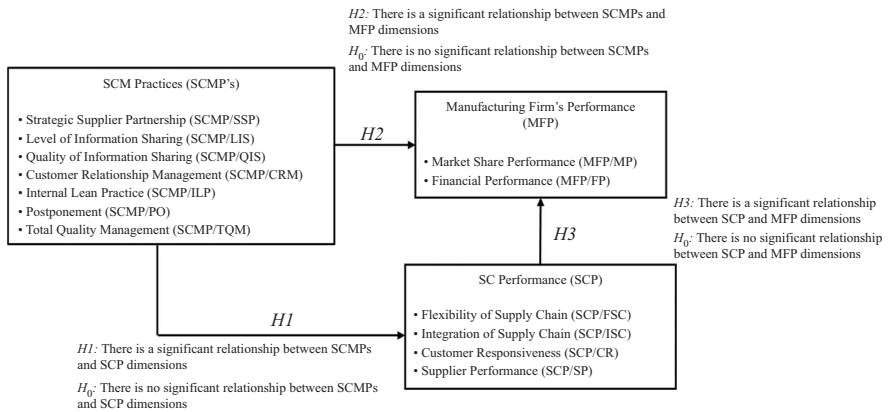 H2: There is a significant relationship between SCMPs and
MFP dimensions
H0: There is no significant relationship between SCMPs
and MFP dimensions
SCM Practices (SCMP's)
• Strategic Supplier Partnership (SCMP/SSP)
• Level of Information Sharing (SCMP/LIS)
• Quality of Information Sharing (SCMP/QIS)
• Customer Relationship Management (SCMP/CRM)
• Internal Lean Practice (SCMP/ILP)
• Postponement (SCMP/PO)
• Total Quality Management (SCMP/TQM)
H2
Manufacturing Firm's Performance
(MFP)
• Market Share Performance (MFP/MP)
• Financial Performance (MFP/FP)
H3: There is a significant relationship
between SCP and MFP dimensions
H0: There is no significant relationship
between SCP and MFP dimensions
H3
SC Performance (SCP)
• Flexibility of Supply Chain (SCP/FSC)
• Integration of Supply Chain (SCP/ISC)
• Customer Responsiveness (SCP/CR)
• Supplier Performance (SCP/SP)
H1
H1: There is a significant relationship between SCMPs
and SCP dimensions
H0: There is no significant relationship between SCMPs
and SCP dimensions